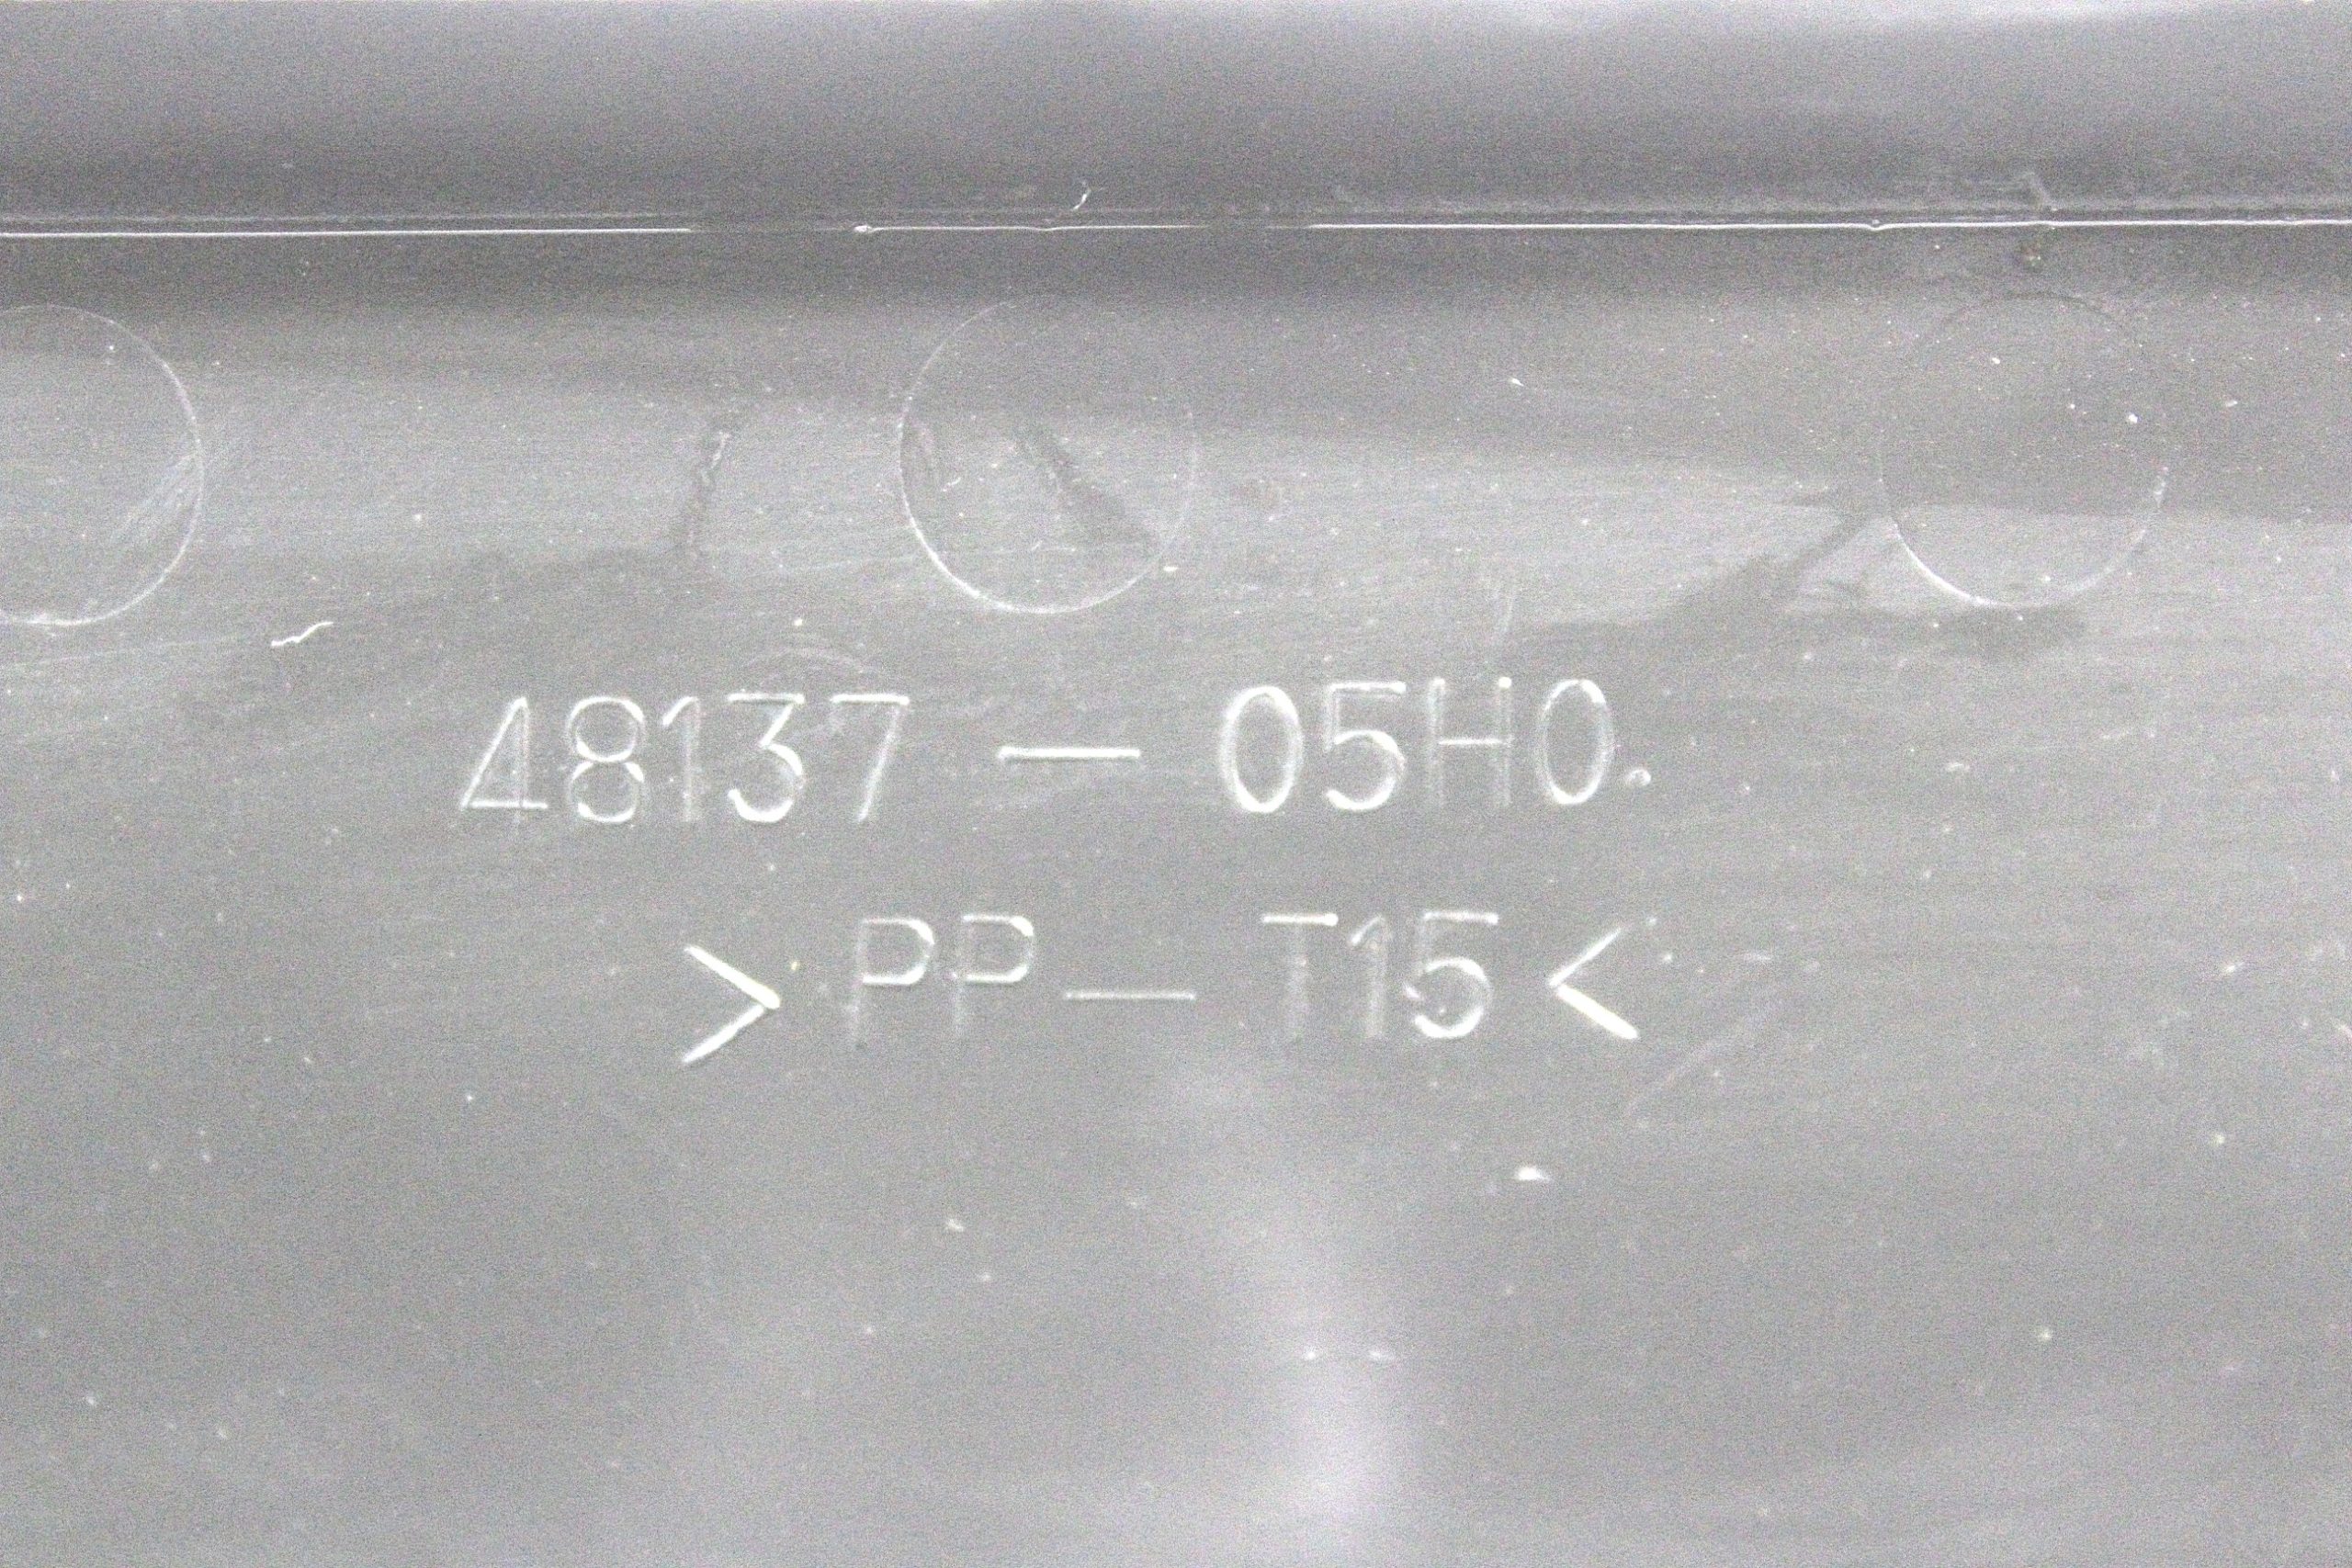 48137 - 05H0.
>PP - T15<